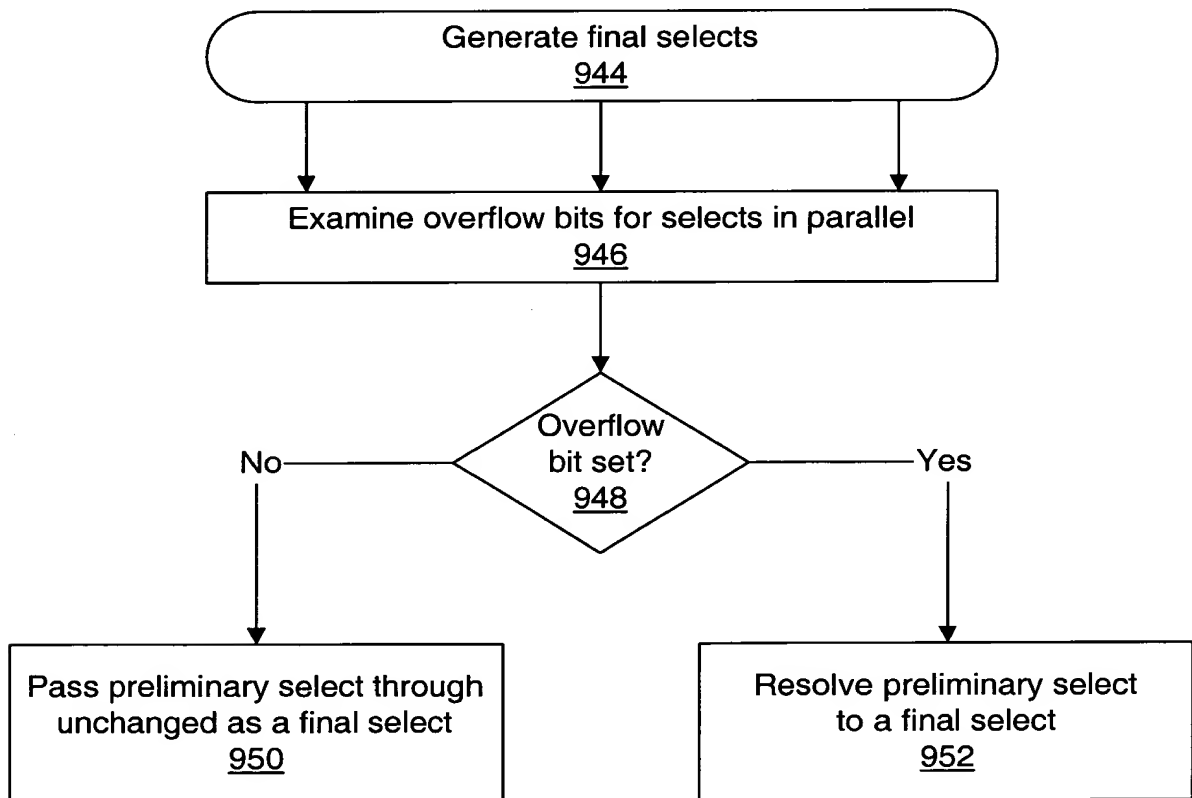 Generate final selects
944
Examine overflow bits for selects in parallel
946
Overflow
bit set?
948
No
Yes
Pass preliminary select through
unchanged as a final select
950
Resolve preliminary select
to a final select
952